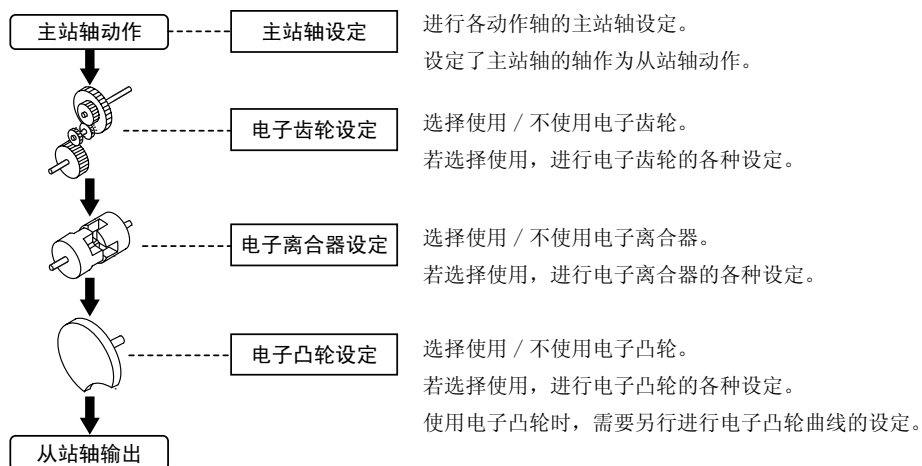 主站轴动作
主站轴设定
进行各动作轴的主站轴设定。
设定了主站轴的轴作为从站轴动作。
电子齿轮设定
选择使用 / 不使用电子齿轮。
若选择使用，进行电子齿轮的各种设定。
电子离合器设定
选择使用 / 不使用电子离合器。
若选择使用，进行电子离合器的各种设定。
电子凸轮设定
选择使用 / 不使用电子凸轮。
若选择使用，进行电子凸轮的各种设定。
使用电子凸轮时，需要另行进行电子凸轮曲线的设定。
从站轴输出